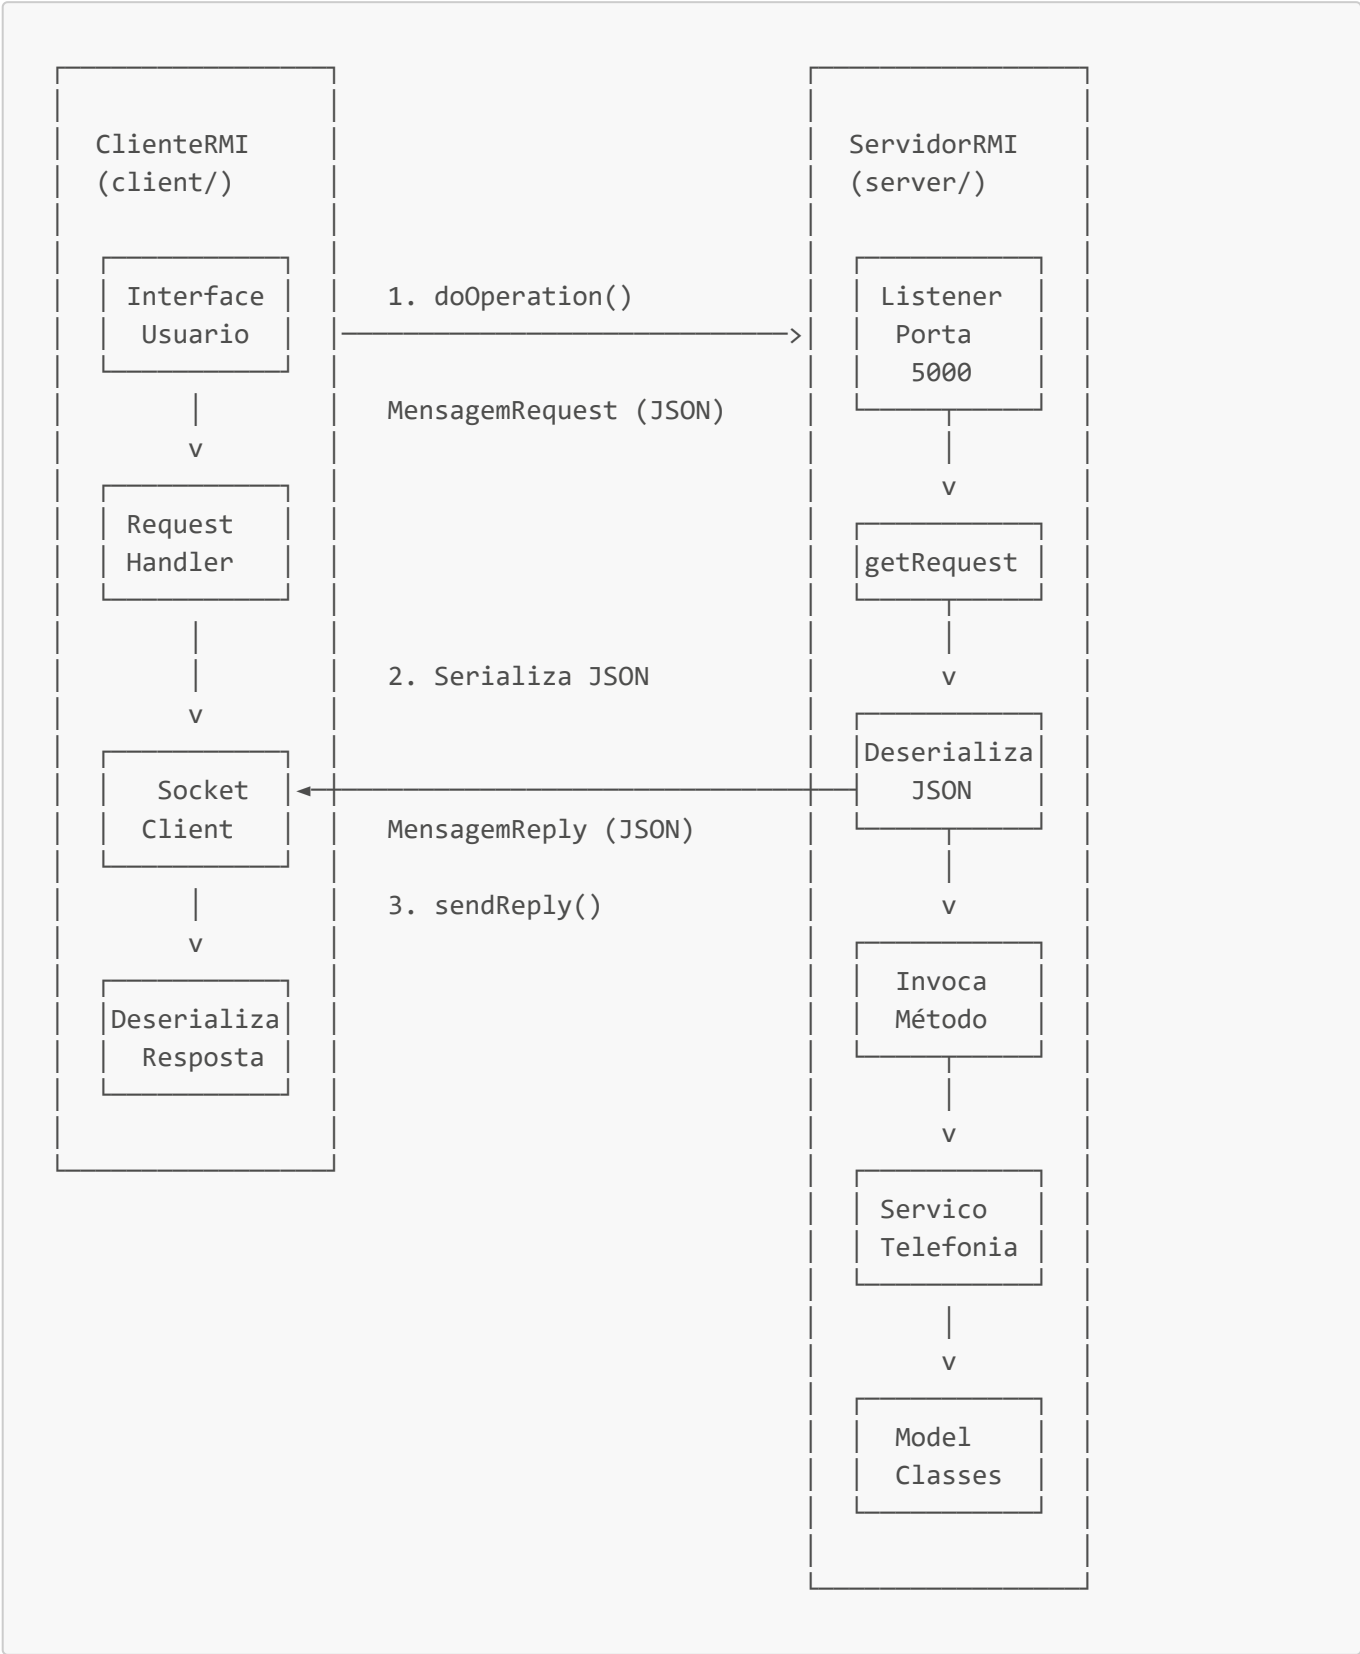 ClienteRMI
(client/)
Interface
Usuario
Request
Handler
Socket
Client
Deserializa
Resposta
1. doOperation()
MensagemRequest (JSON)
2. Serializa JSON
MensagemReply (JSON)
3. sendReply()
ServidorRMI
(server/)
Listener
Porta
5000
getRequest
Deserializa
JSON
Invoca
Método
Servico
Telefonia
Model
Classes